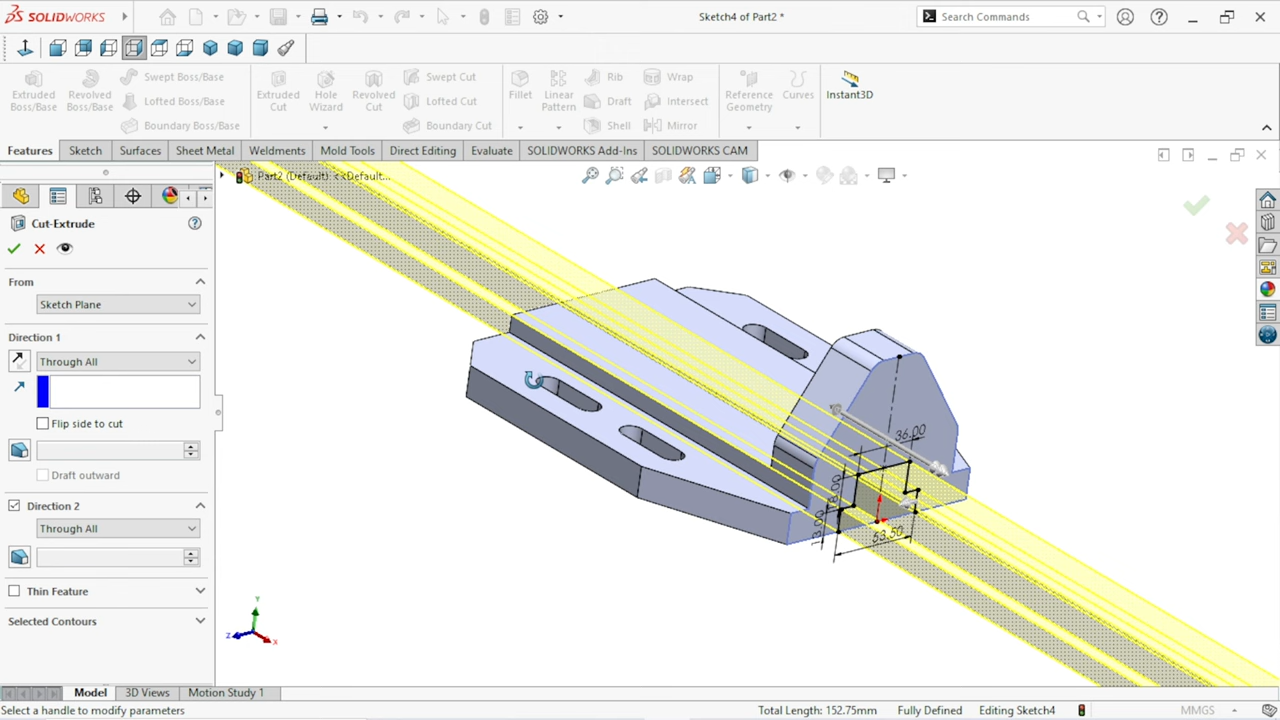 SOLIDWORKS
Sketch4 of Part2 *
Search Commands
Extruded Boss/Base
Revolved Boss/Base
Swept Boss/Base
Lofted Boss/Base
Boundary Boss/Base
Extruded Cut
Hole Wizard
Revolved Cut
Swept Cut
Lofted Cut
Boundary Cut
Fillet
Linear Pattern
Rib
Draft
Shell
Wrap
Intersect
Mirror
Reference Geometry
Curves
Instant3D
Features
Sketch
Surfaces
Sheet Metal
Weldments
Mold Tools
Direct Editing
Evaluate
SOLIDWORKS Add-Ins
SOLIDWORKS CAM
Part2 (Default) <<Default...
Cut-Extrude
From
Sketch Plane
Direction 1
Through All
Flip side to cut
Draft outward
Direction 2
Through All
Thin Feature
Selected Contours
36.00
53.50
Y
Z
X
Model
3D Views
Motion Study 1
Select a handle to modify parameters
Total Length: 152.75mm
Fully Defined
Editing Sketch4
MMGS